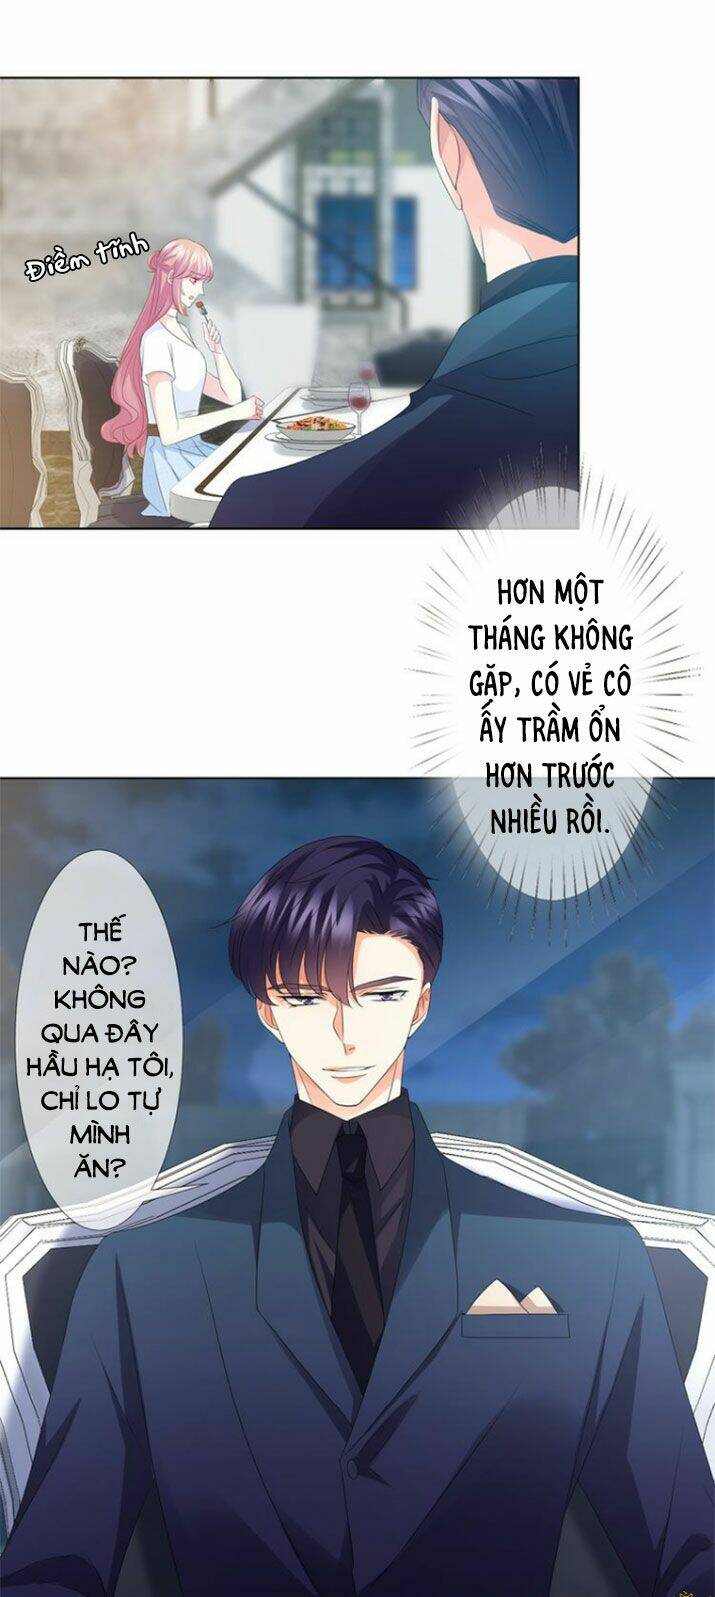 Điềm tĩnh
HƠN MỘT
THÁNG KHÔNG
GẶP, CÓ VẺ CÔ
ẤY TRẦM ỔN
HƠN TRƯỚC
NHIỀU RỒI.
THẾ
NÀO?
KHÔNG
QUA ĐÂY
HẦU HẠ TÔI,
CHỈ LO TỰ
MÌNH
ĂN?